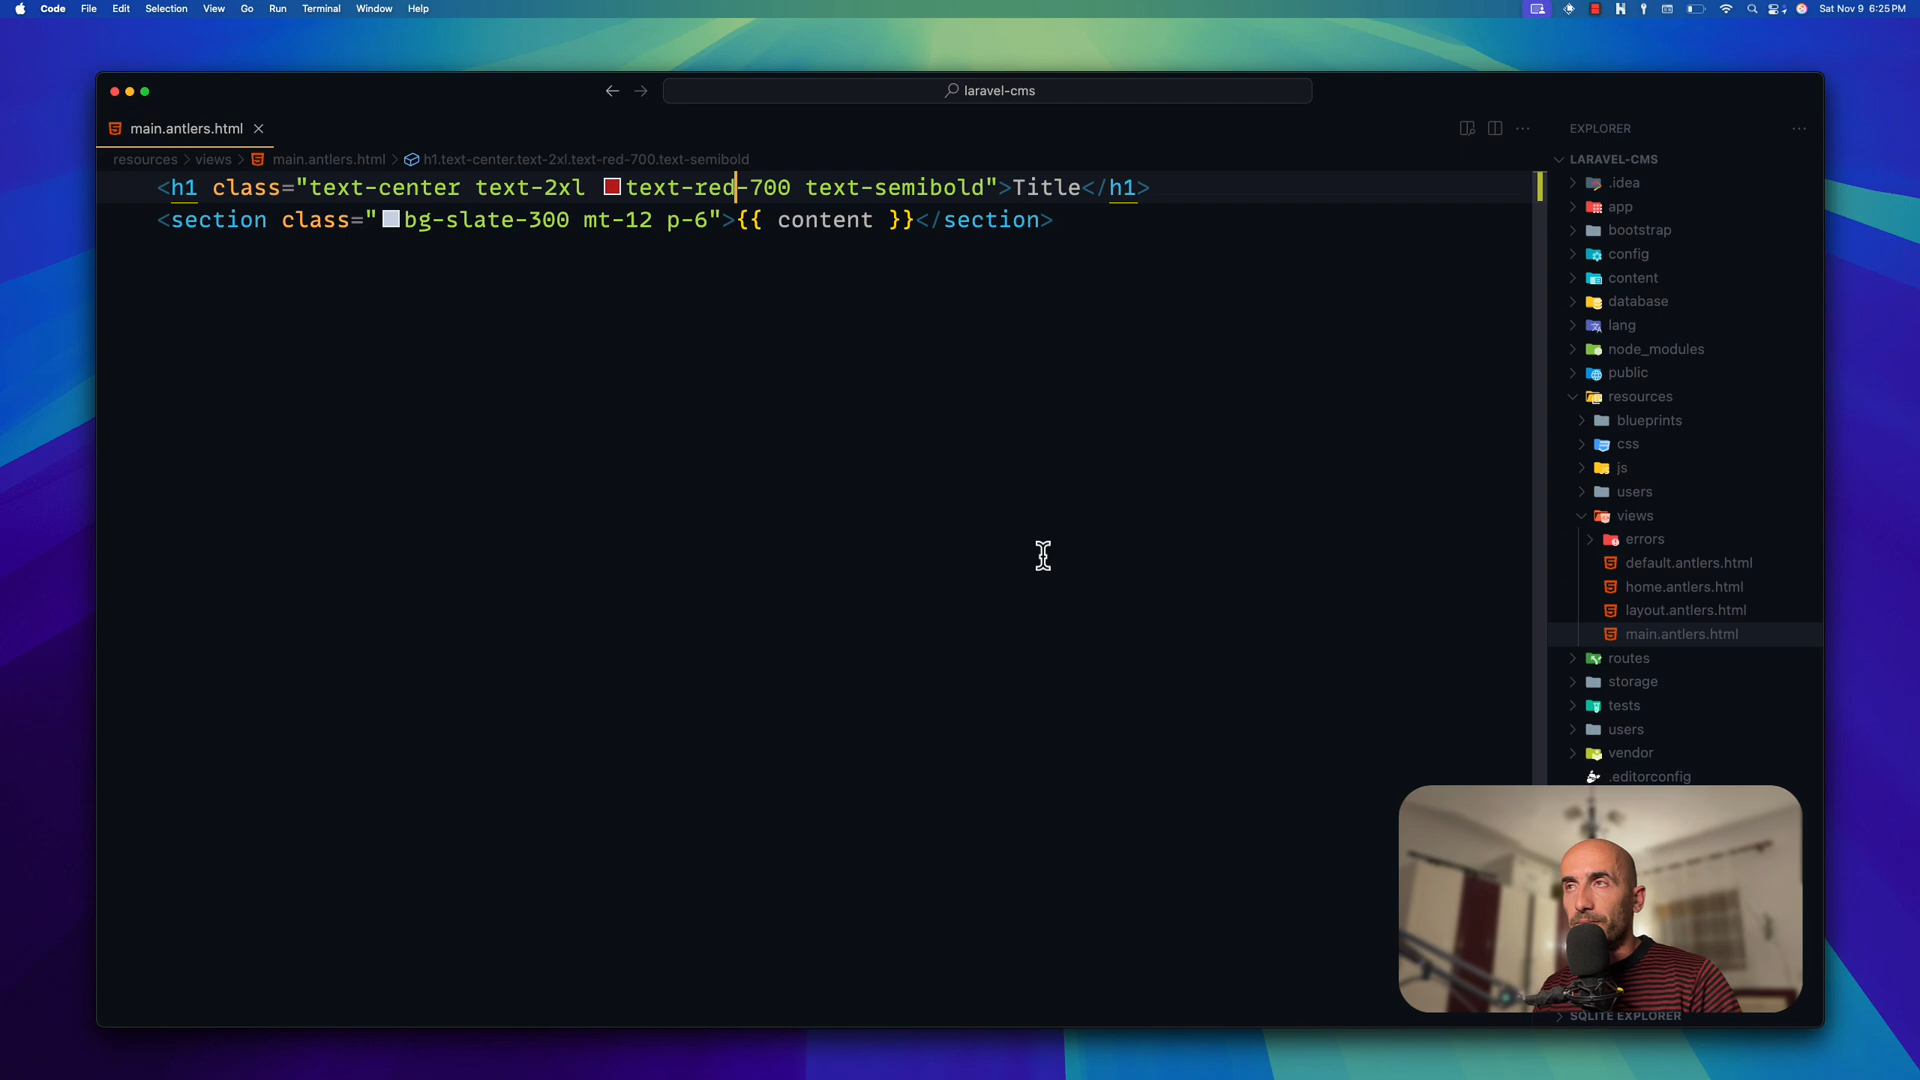 Code File Edit Selection View Go Run Terminal Window Help
Sat Nov 9 6:25 PM
laravel-cms
main.antlers.html
resources > views > main.antlers.html > h1.text-center.text-2xl.text-red-700.text-semibold
<h1 class="text-center text-2xl text-red-700 text-semibold">Title</h1>
<section class="bg-slate-300 mt-12 p-6">{{ content }}</section>
EXPLORER
LARAVEL-CMS
.idea
app
bootstrap
config
content
database
lang
node_modules
public
resources
blueprints
css
js
users
views
errors
default.antlers.html
home.antlers.html
layout.antlers.html
main.antlers.html
routes
storage
tests
users
vendor
.editorconfig
SQLITE EXPLORER